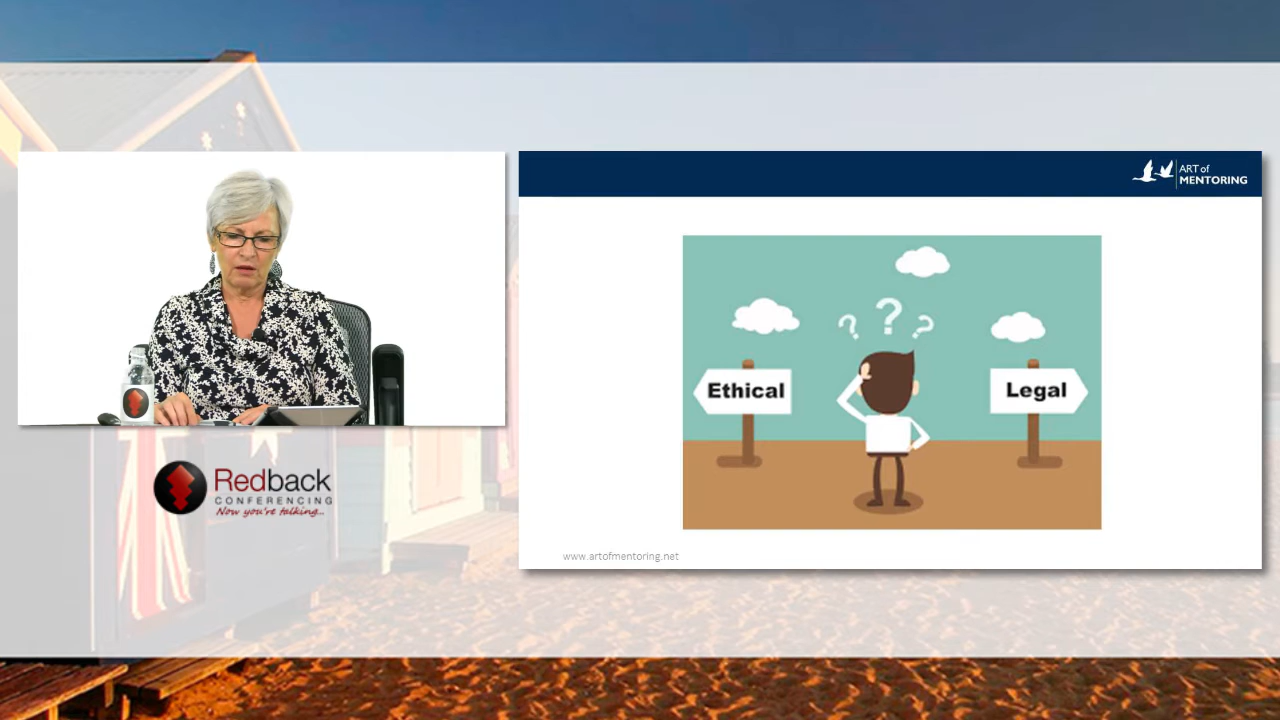 ART of
MENTORING
? ? ?
Ethical
Legal
www.artofmentoring.net
Redback
CONFERENCING
Now you're talking...